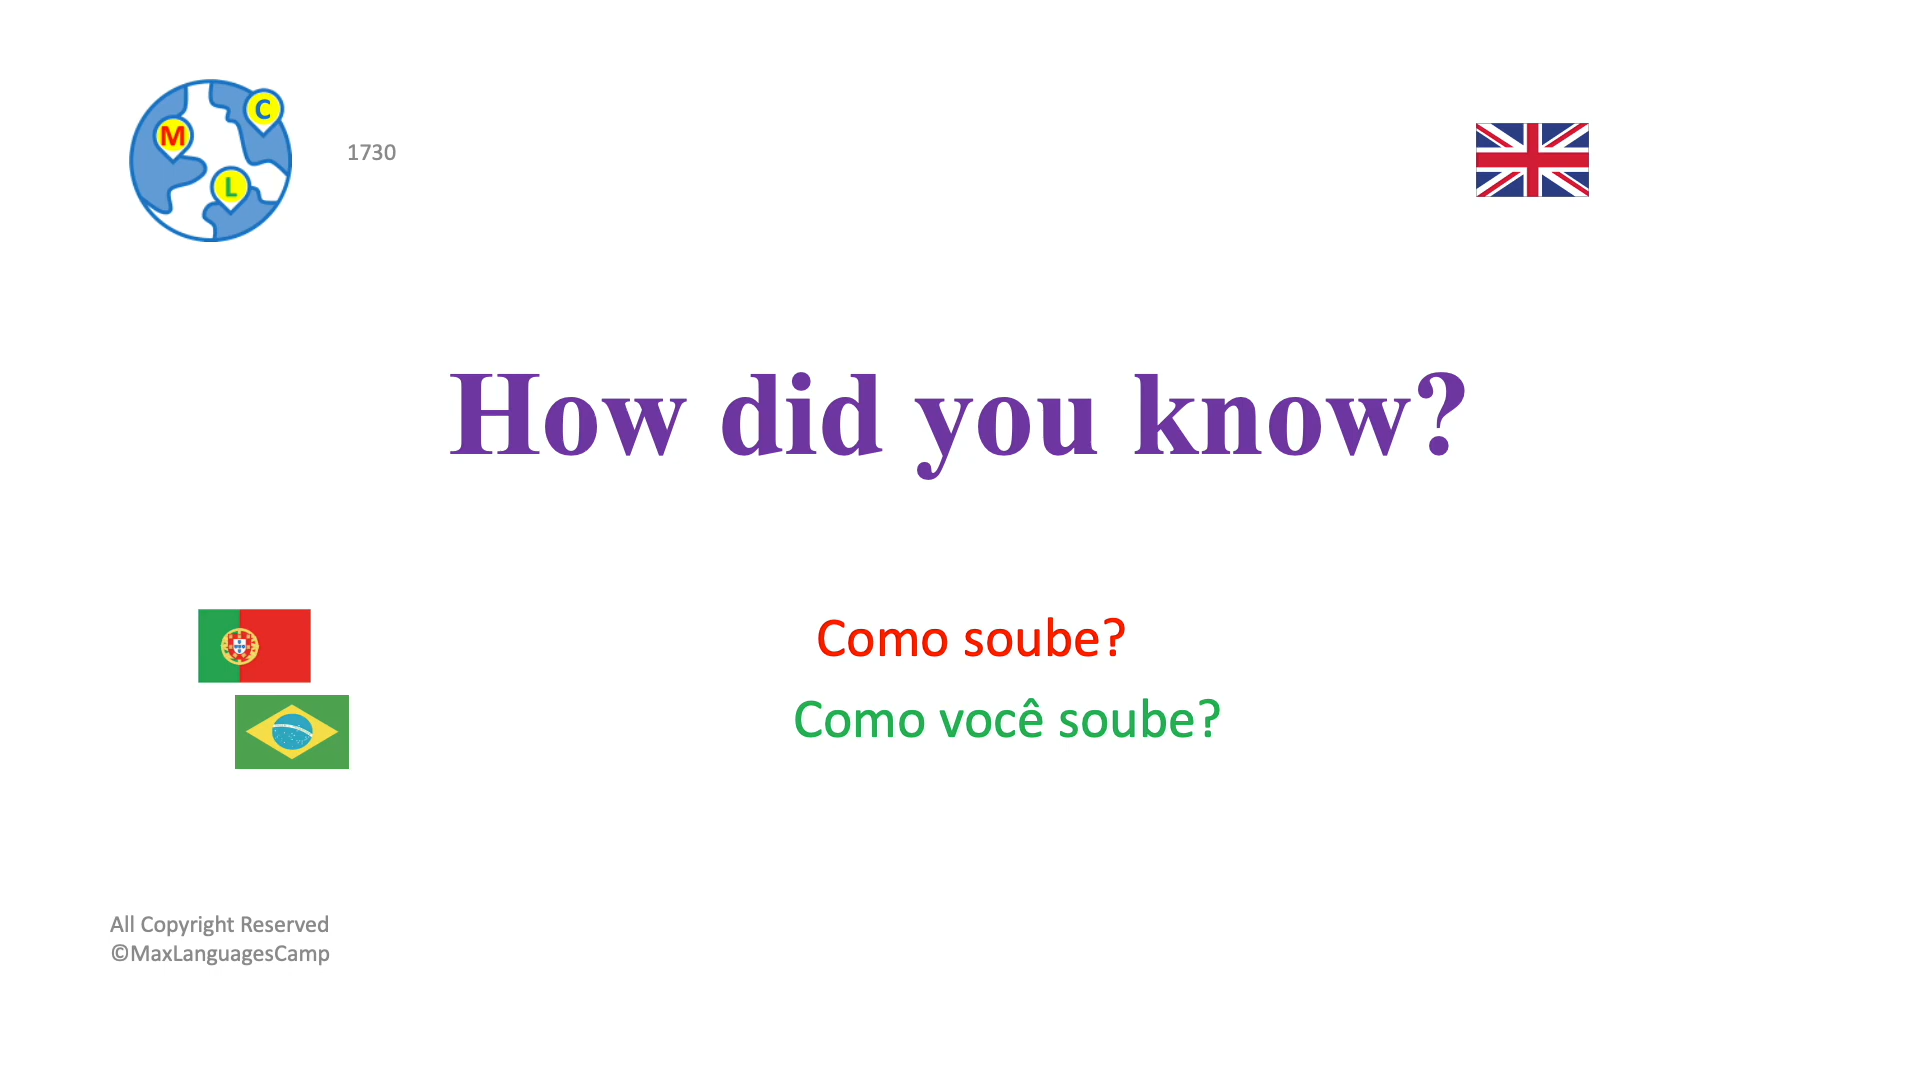 M
C
L
1730
How did you know?
Como soube?
Como você soube?
All Copyright Reserved
©MaxLanguagesCamp